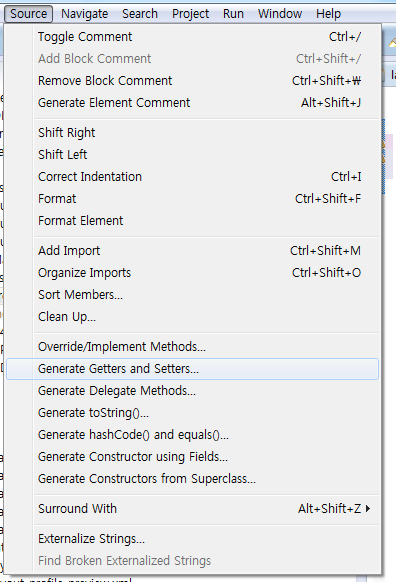 Source Navigate Search Project Run Window Help
Toggle Comment Ctrl+/
Add Block Comment Ctrl+Shift+/
Remove Block Comment Ctrl+Shift+₩
Generate Element Comment Alt+Shift+J
Shift Right
Shift Left
Correct Indentation Ctrl+I
Format Ctrl+Shift+F
Format Element
Add Import Ctrl+Shift+M
Organize Imports Ctrl+Shift+O
Sort Members...
Clean Up...
Override/Implement Methods...
Generate Getters and Setters...
Generate Delegate Methods...
Generate toString()...
Generate hashCode() and equals()...
Generate Constructor using Fields...
Generate Constructors from Superclass...
Surround With Alt+Shift+Z
Externalize Strings...
Find Broken Externalized Strings